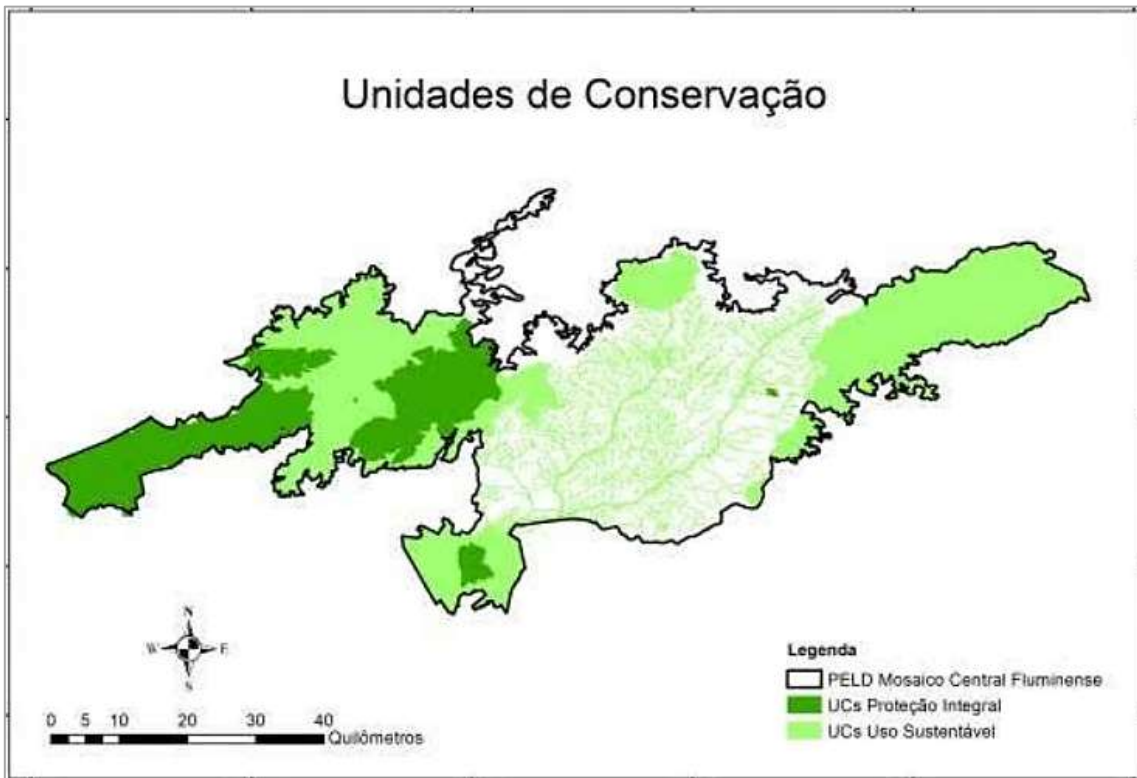 Unidades de Conservação
N
W E
S
0 5 10 20 30 40
Quilômetros
Legenda
PELD Mosaico Central Fluminense
UCs Proteção Integral
UCs Uso Sustentável